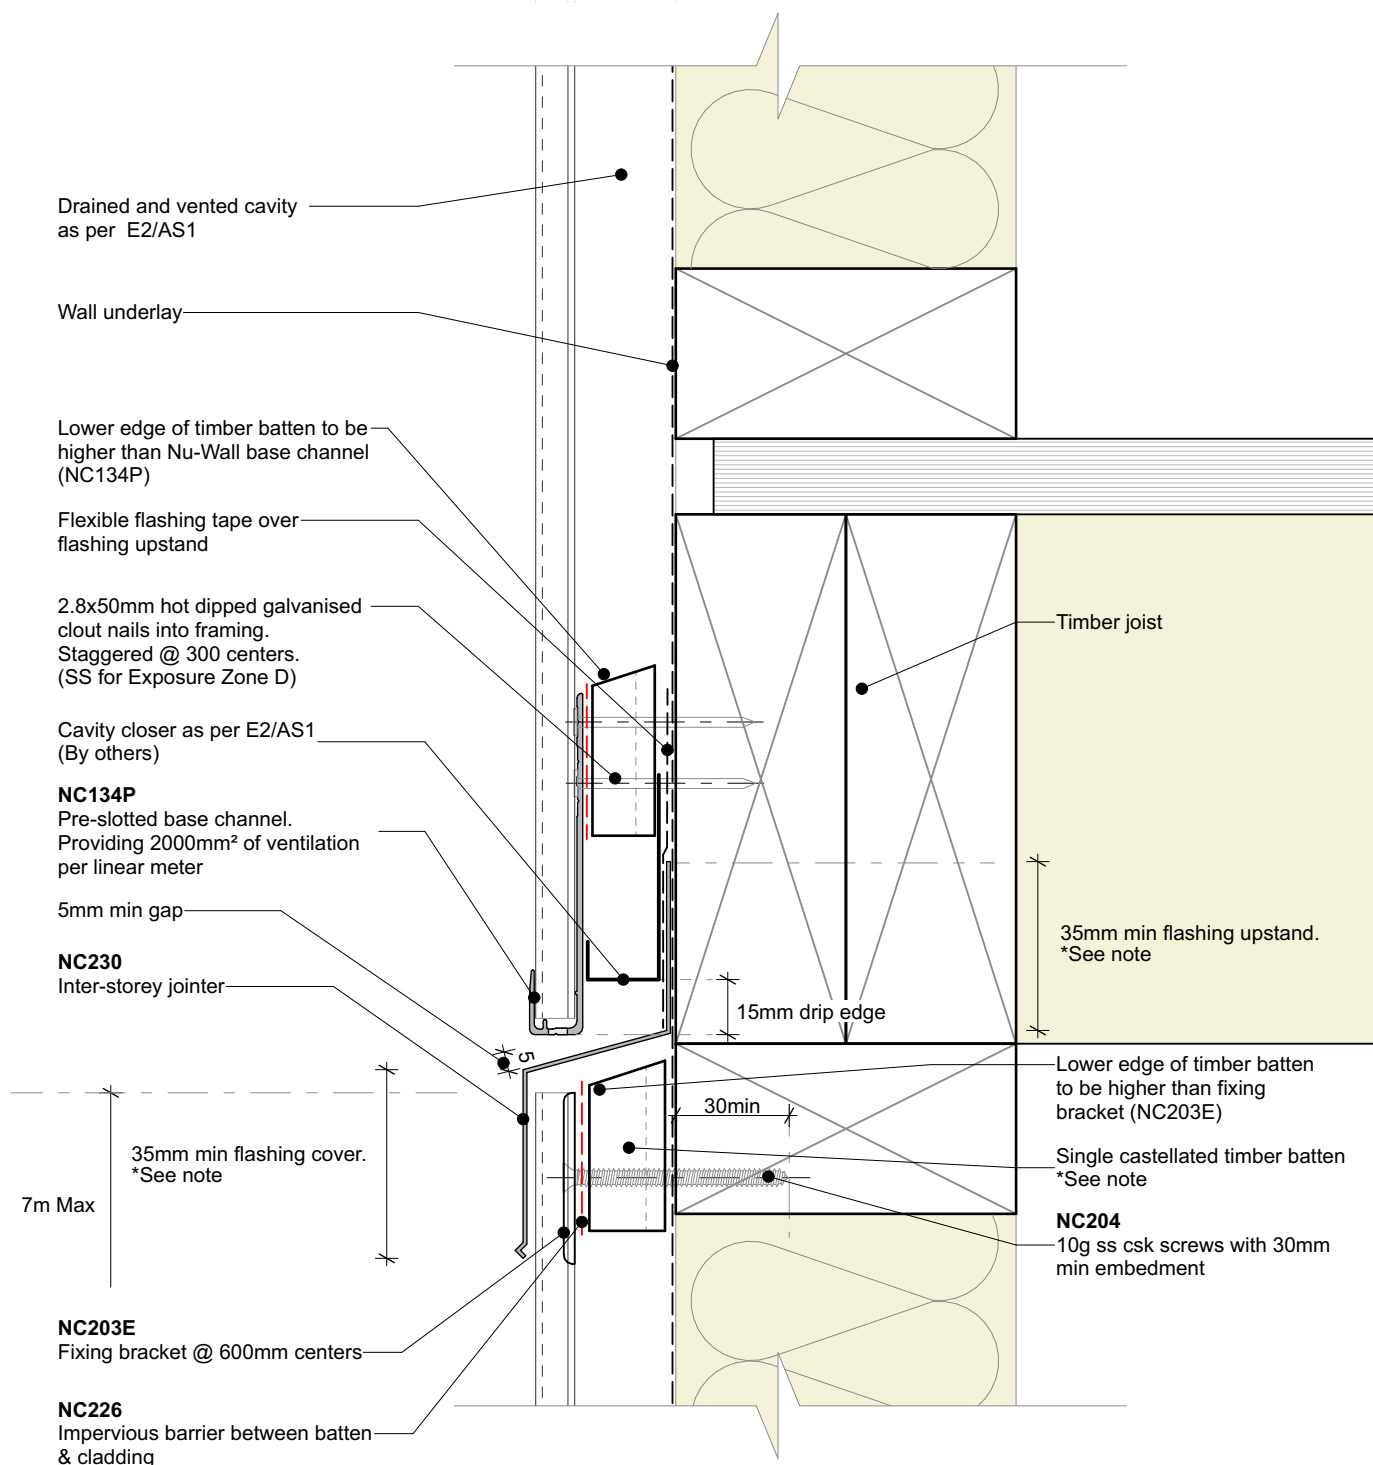 Drained and vented cavity
as per  E2/AS1
Wall underlay
Lower edge of timber batten to be
higher than Nu-Wall base channel
(NC134P)
Flexible flashing tape over
flashing upstand
2.8x50mm hot dipped galvanised
clout nails into framing.
Staggered @ 300 centers.
(SS for Exposure Zone D)
Cavity closer as per E2/AS1
(By others)
NC134P
Pre-slotted base channel.
Providing 2000mm² of ventilation
per linear meter
5mm min gap
NC230
Inter-storey jointer
5
35mm min flashing cover.
*See note
7m Max
NC203E
Fixing bracket @ 600mm centers
NC226
Impervious barrier between batten
& cladding
Timber joist
35mm min flashing upstand.
*See note
15mm drip edge
30min
Lower edge of timber batten
to be higher than fixing
bracket (NC203E)
Single castellated timber batten
*See note
NC204
10g ss csk screws with 30mm
min embedment